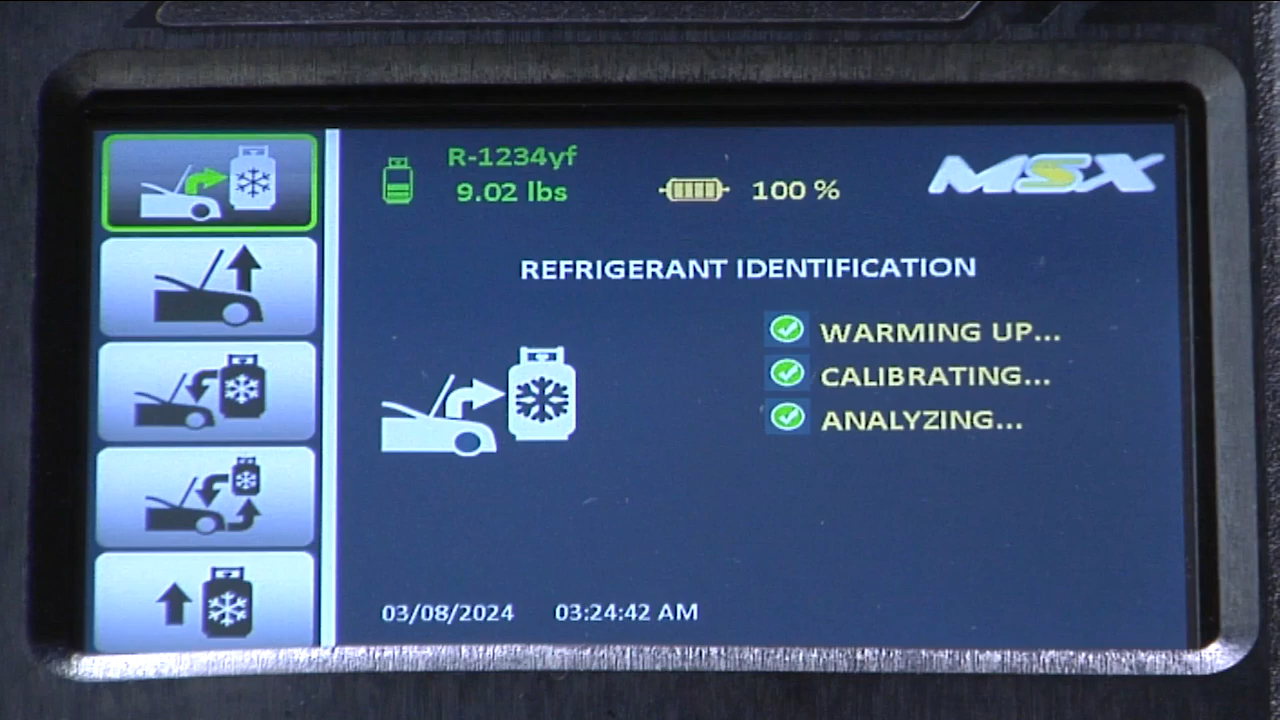 R-1234yf
9.02 lbs
100 %
MSX
REFRIGERANT IDENTIFICATION
WARMING UP...
CALIBRATING...
ANALYZING...
03/08/2024 03:24:42 AM